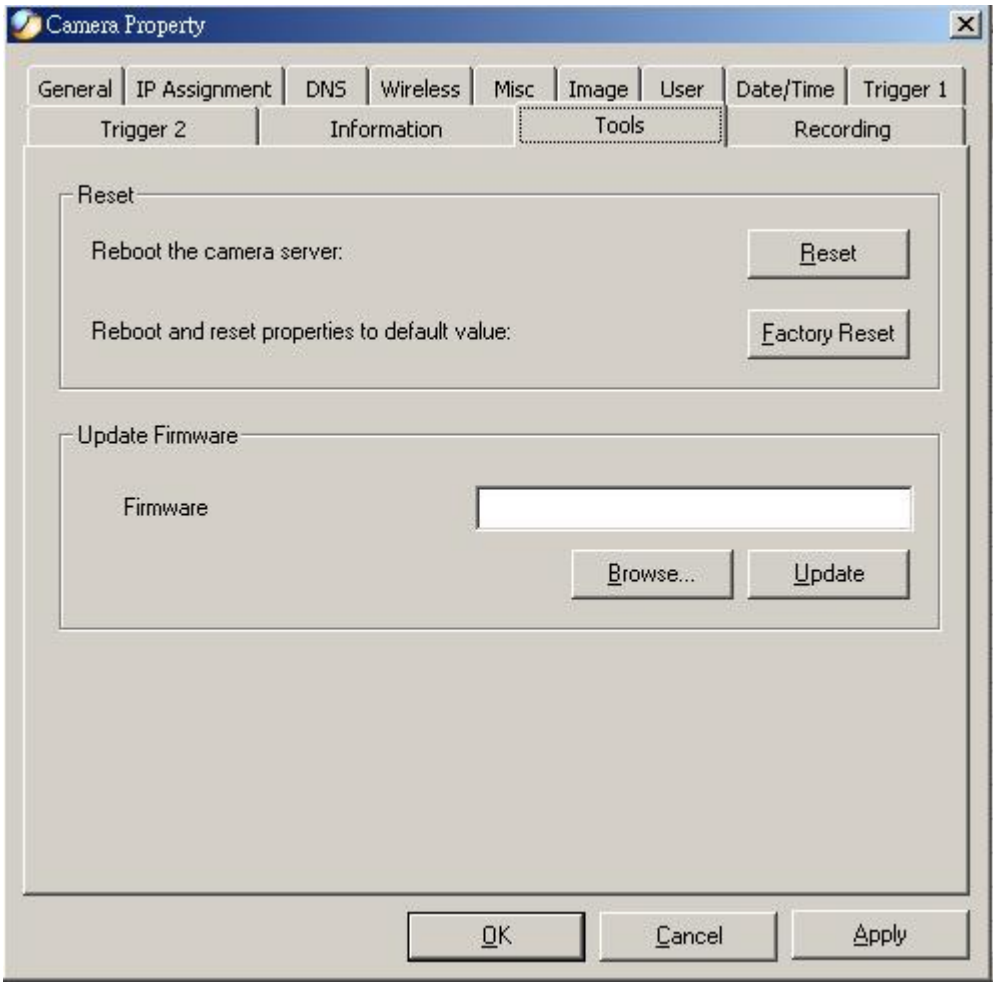 Camera Property
General IP Assignment DNS Wireless Misc Image User Date/Time Trigger 1
Trigger 2 Information Tools Recording
Reset
Reboot the camera server: Reset
Reboot and reset properties to default value: Factory Reset
Update Firmware
Firmware
Browse... Update
OK Cancel Apply